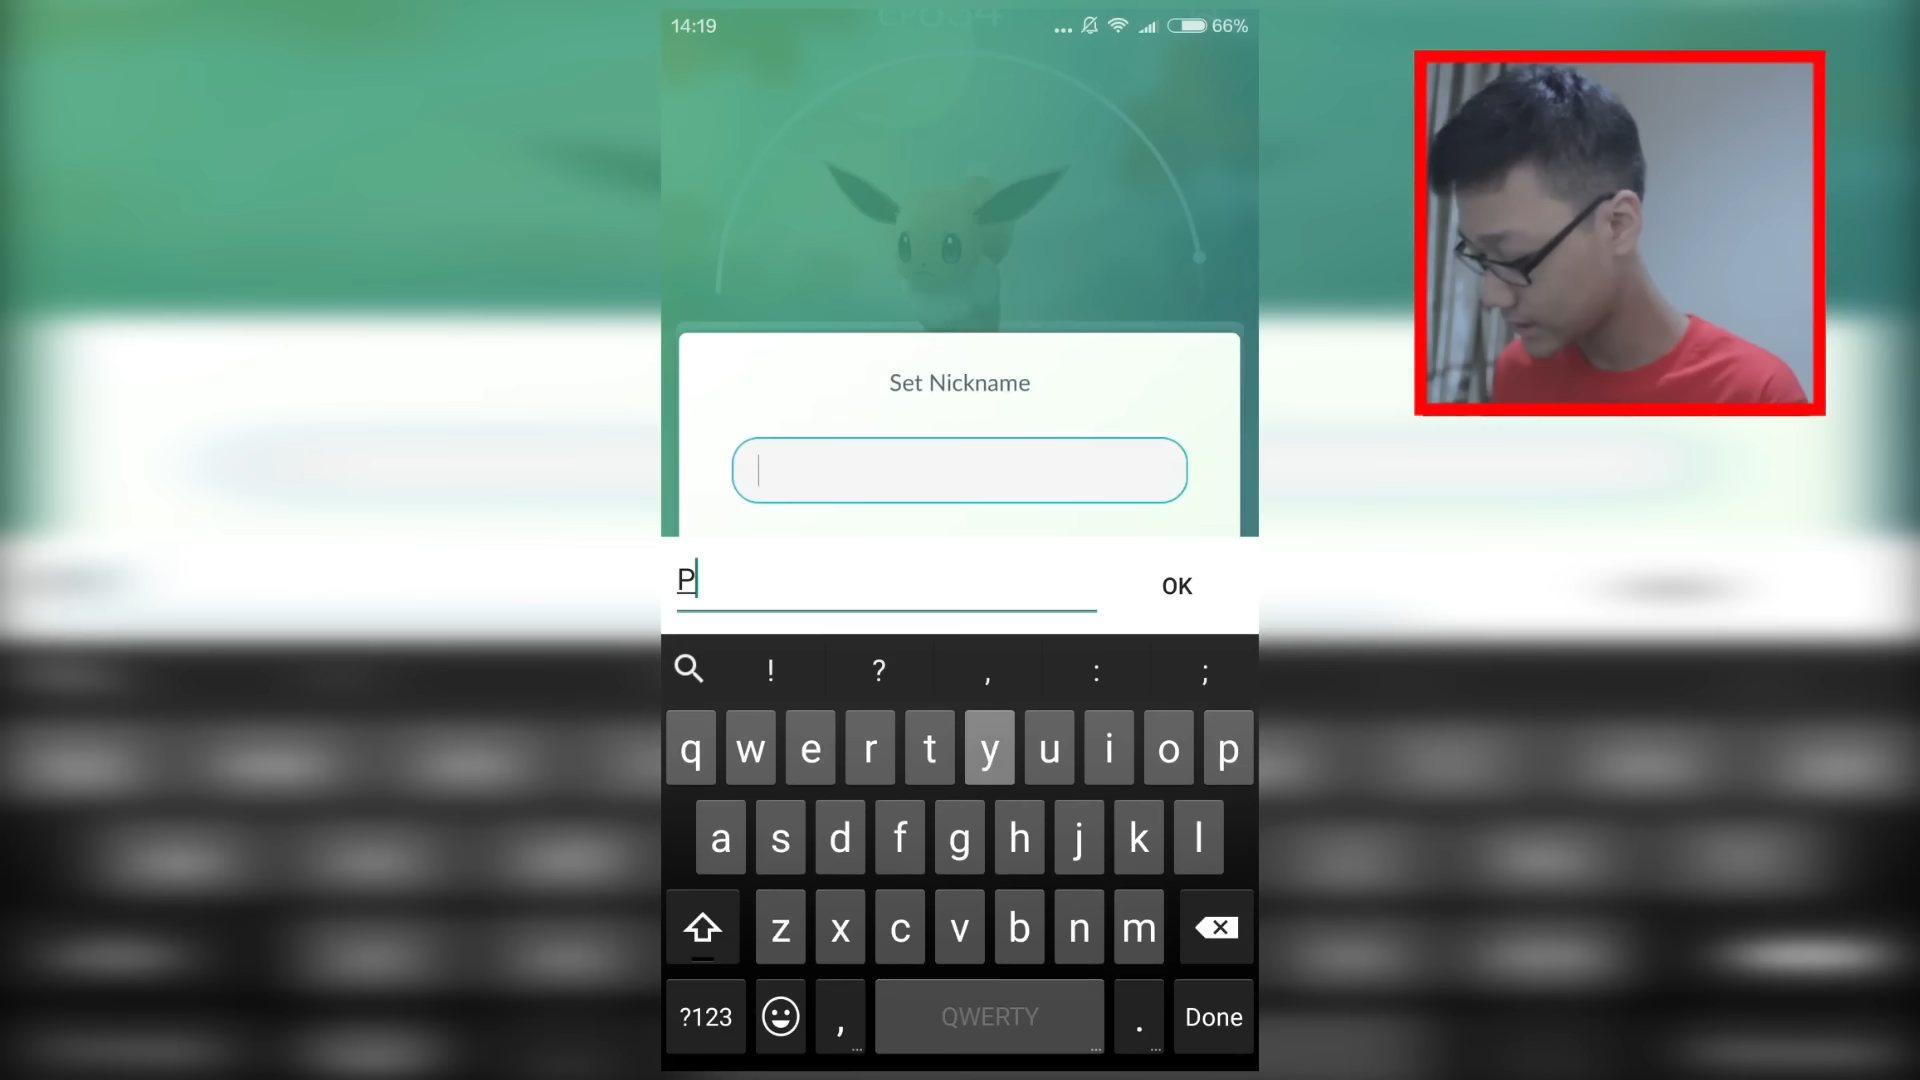 14:19 ... 66%
Set Nickname
P
OK
! ? , : ;
q w e r t y u i o p
a s d f g h j k l
z x c v b n m
?123 , QWERTY . Done